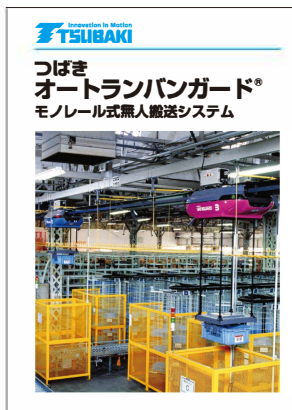 Innovation in Motion
TSUBAKI
つばき
オートランバンガード®
モノレール式無人搬送システム
9
C